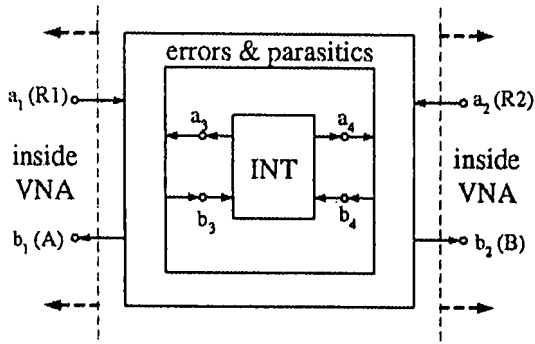 errors & parasitics
a1 (R1)
a2 (R2)
a3
a4
inside
VNA
INT
inside
VNA
b3
b4
b1 (A)
b2 (B)